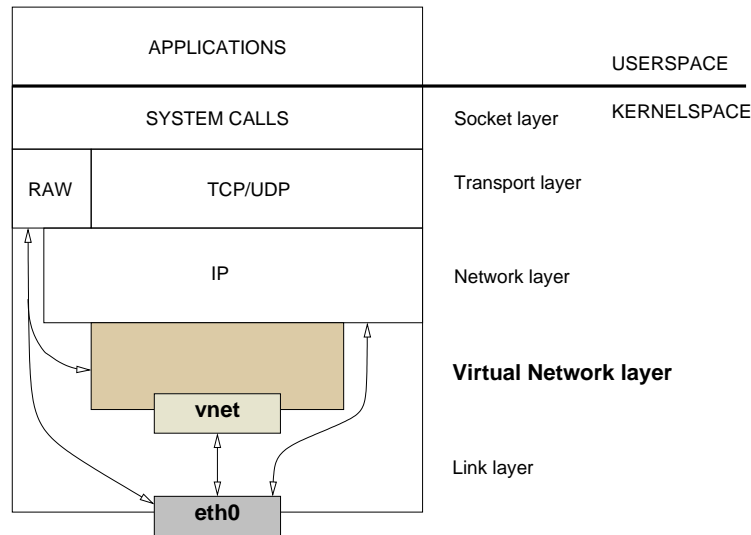 APPLICATIONS
USERSPACE
SYSTEM CALLS
Socket layer
KERNELSPACE
RAW
TCP/UDP
Transport layer
IP
Network layer
Virtual Network layer
vnet
Link layer
eth0